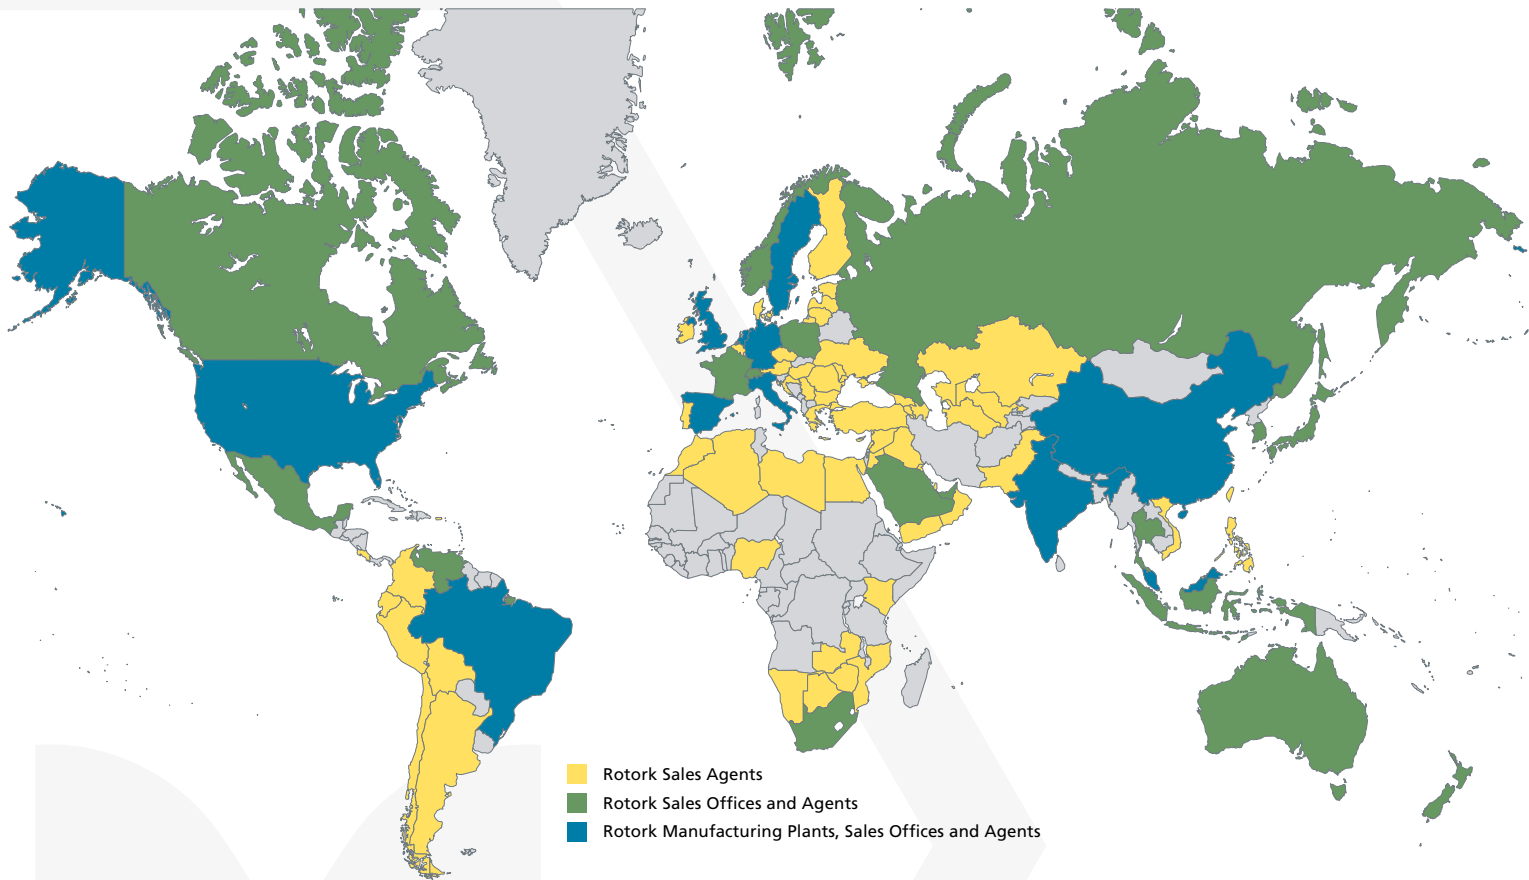 Rotork Sales Agents
Rotork Sales Offices and Agents
Rotork Manufacturing Plants, Sales Offices and Agents